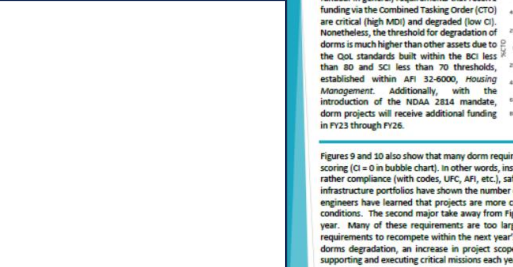 funding via the Combined Tasking Order (CTO)
are critical (high MDI) and degraded (low CI).
Nonetheless, the threshold for degradation of
dorms is much higher than other assets due to
the QoL standards built within the BCI less
than 80 and SCI less than 70 thresholds,
established within AFI 32-6000, Housing
Management. Additionally, with the
introduction of the NDAA 2814 mandate,
dorm projects will receive additional funding
in FY23 through FY26.
Figures 9 and 10 also show that many dorm requir
scoring (CI = 0 in bubble chart). In other words, ins
rather compliance (with codes, UFC, AFI, etc.), saf
infrastructure portfolios have shown the number
engineers have learned that projects are more c
conditions. The second major take away from Fig
year. Many of these requirements are too larg
requirements to recompete within the next year'
dorms degradation, an increase in project scope
supporting and executing critical missions each ye